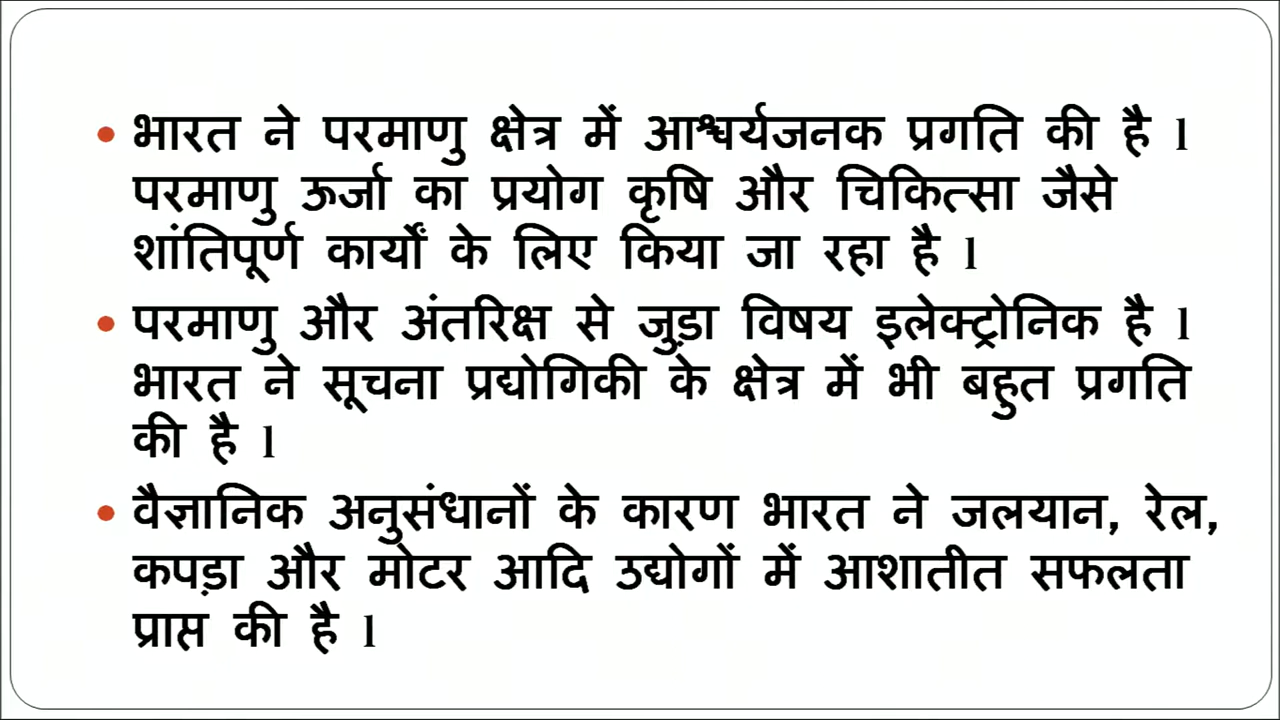 • भारत ने परमाणु क्षेत्र में आश्चर्यजनक प्रगति की है l
परमाणु ऊर्जा का प्रयोग कृषि और चिकित्सा जैसे
शांतिपूर्ण कार्यों के लिए किया जा रहा है l
• परमाणु और अंतरिक्ष से जुड़ा विषय इलेक्ट्रोनिक है l
भारत ने सूचना प्रद्योगिकी के क्षेत्र में भी बहुत प्रगति
की है l
• वैज्ञानिक अनुसंधानों के कारण भारत ने जलयान, रेल,
कपड़ा और मोटर आदि उद्योगों में आशातीत सफलता
प्राप्त की है l